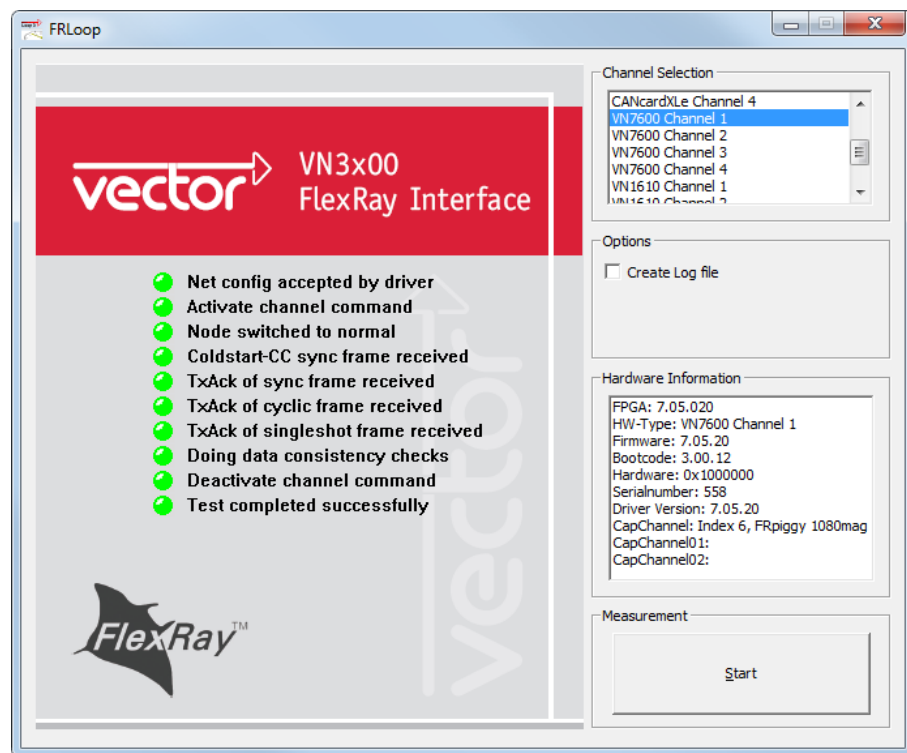 FRLoop
vector
VN3x00
FlexRay Interface
Net config accepted by driver
Activate channel command
Node switched to normal
Coldstart-CC sync frame received
TxAck of sync frame received
TxAck of cyclic frame received
TxAck of singleshot frame received
Doing data consistency checks
Deactivate channel command
Test completed successfully
vector
FlexRay™
Channel Selection
CANcardXLe Channel 4
VN7600 Channel 1
VN7600 Channel 2
VN7600 Channel 3
VN7600 Channel 4
VN1610 Channel 1
VN1610 Channel 2
Options
Create Log file
Hardware Information
FPGA: 7.05.020
HW-Type: VN7600 Channel 1
Firmware: 7.05.20
Bootcode: 3.00.12
Hardware: 0x1000000
Serialnumber: 558
Driver Version: 7.05.20
CapChannel: Index 6, FRpiggy 1080mag
CapChannel01:
CapChannel02:
Measurement
Start